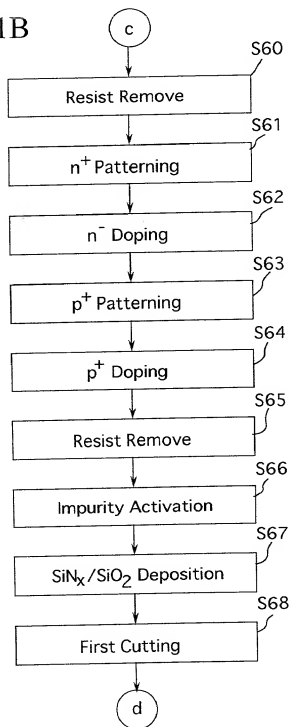 1B
c
S60
Resist Remove
S61
n+ Patterning
S62
n- Doping
S63
p+ Patterning
S64
p+ Doping
S65
Resist Remove
S66
Impurity Activation
S67
SiNx/SiO2 Deposition
S68
First Cutting
d